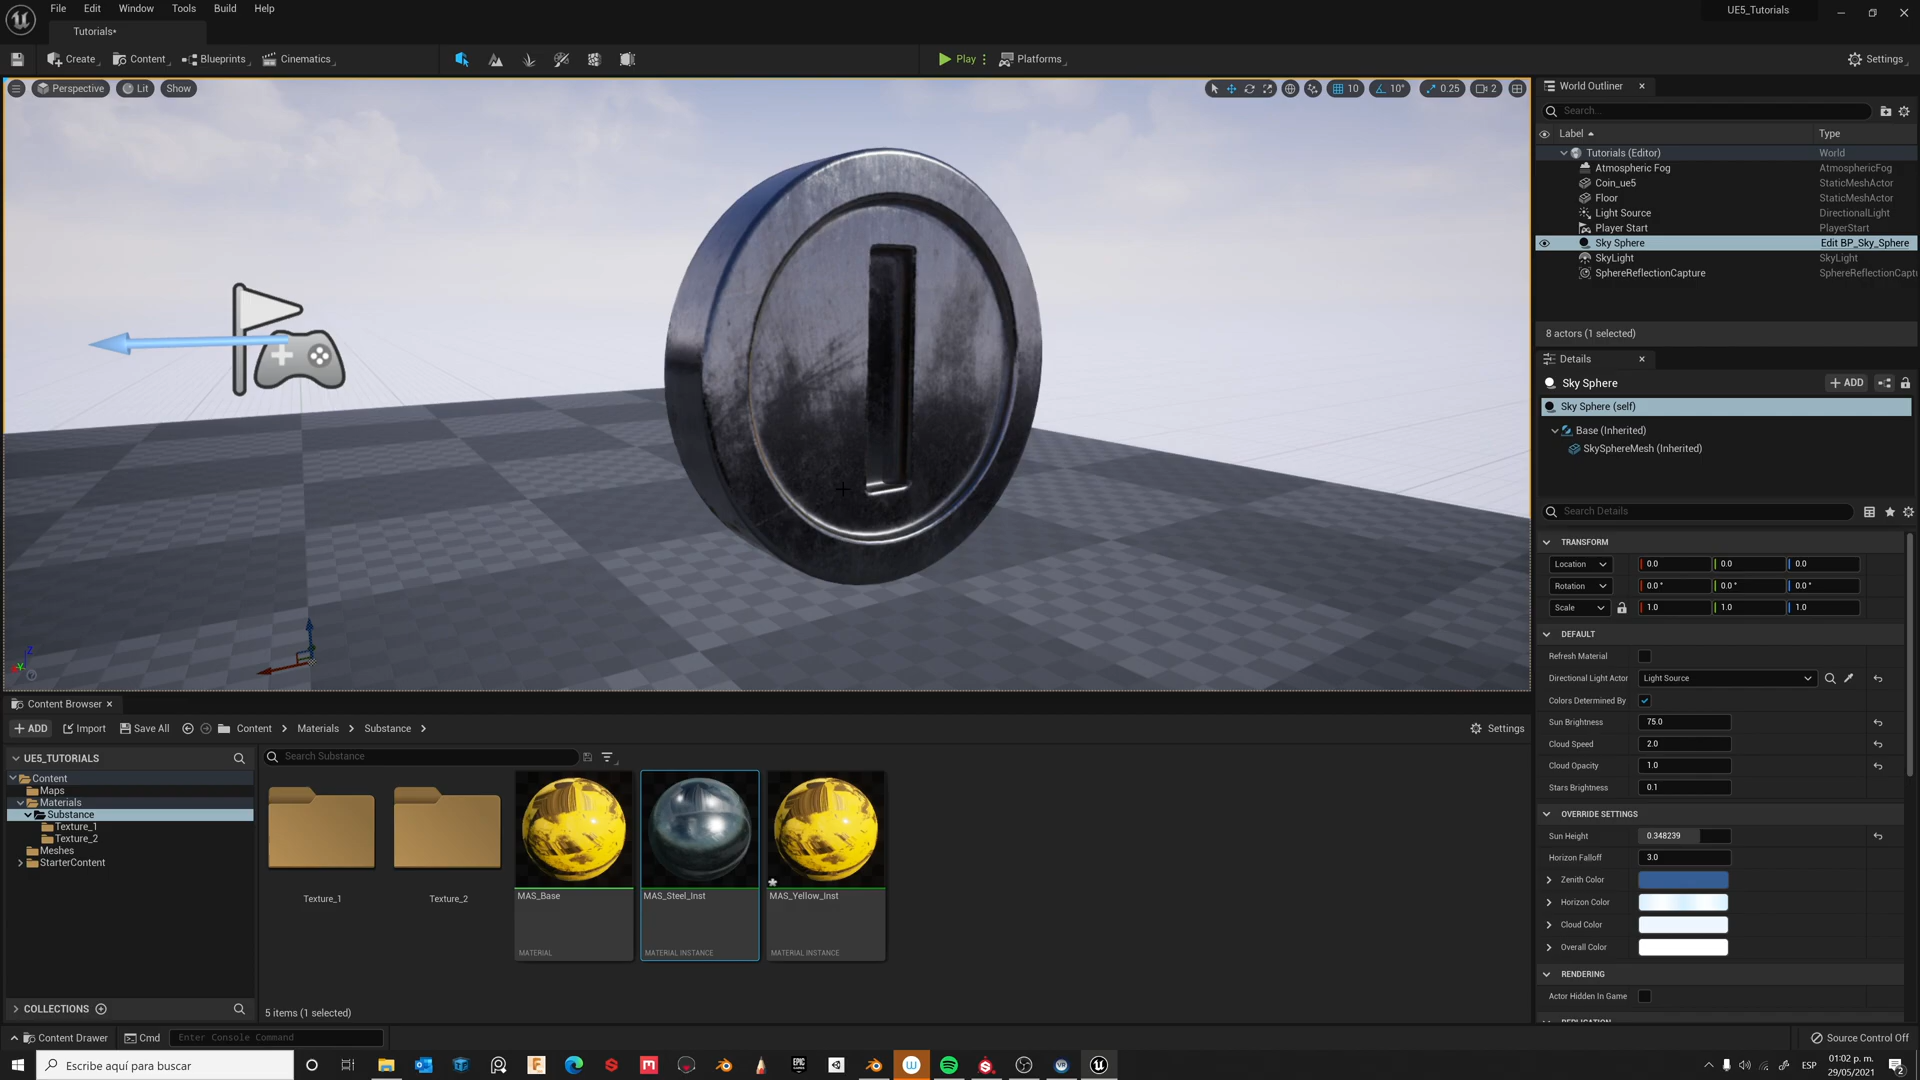 File Edit Window Tools Build Help
UE5_Tutorials
Tutorials*
Create Content Blueprints Cinematics Play Platforms Settings
Perspective Lit Show 10 10° 0.25 2
World Outliner
Search...
Label Type
Tutorials (Editor) World
Atmospheric Fog AtmosphericFog
Coin_ue5 StaticMeshActor
Floor StaticMeshActor
Light Source DirectionalLight
Player Start PlayerStart
Sky Sphere Edit BP_Sky_Sphere
SkyLight SkyLight
SphereReflectionCapture SphereReflectionCaptu
8 actors (1 selected)
Details
Sky Sphere + ADD
Sky Sphere (self)
Base (Inherited)
SkySphereMesh (Inherited)
Search Details
TRANSFORM
Location 0.0 0.0 0.0
Rotation 0.0 ° 0.0 ° 0.0 °
Scale 1.0 1.0 1.0
DEFAULT
Refresh Material
Directional Light Actor Light Source
Colors Determined By
Sun Brightness 75.0
Cloud Speed 2.0
Cloud Opacity 1.0
Stars Brightness 0.1
OVERRIDE SETTINGS
Sun Height 0.348239
Horizon Falloff 3.0
Zenith Color
Horizon Color
Cloud Color
Overall Color
RENDERING
Actor Hidden In Game
Z
Y
Content Browser
+ ADD Import Save All Content Materials Substance Settings
UE5_TUTORIALS
Search Substance
Content
Maps
Materials
Substance
Texture_1
Texture_2
Meshes
StarterContent
Texture_1
Texture_2
MAS_Base
MATERIAL
MAS_Steel_Inst
MATERIAL INSTANCE
MAS_Yellow_Inst
MATERIAL INSTANCE
COLLECTIONS
5 items (1 selected)
Content Drawer Cmd Enter Console Command Source Control Off
Escribe aquí para buscar
ESP
01:02 p. m.
29/05/2021
2